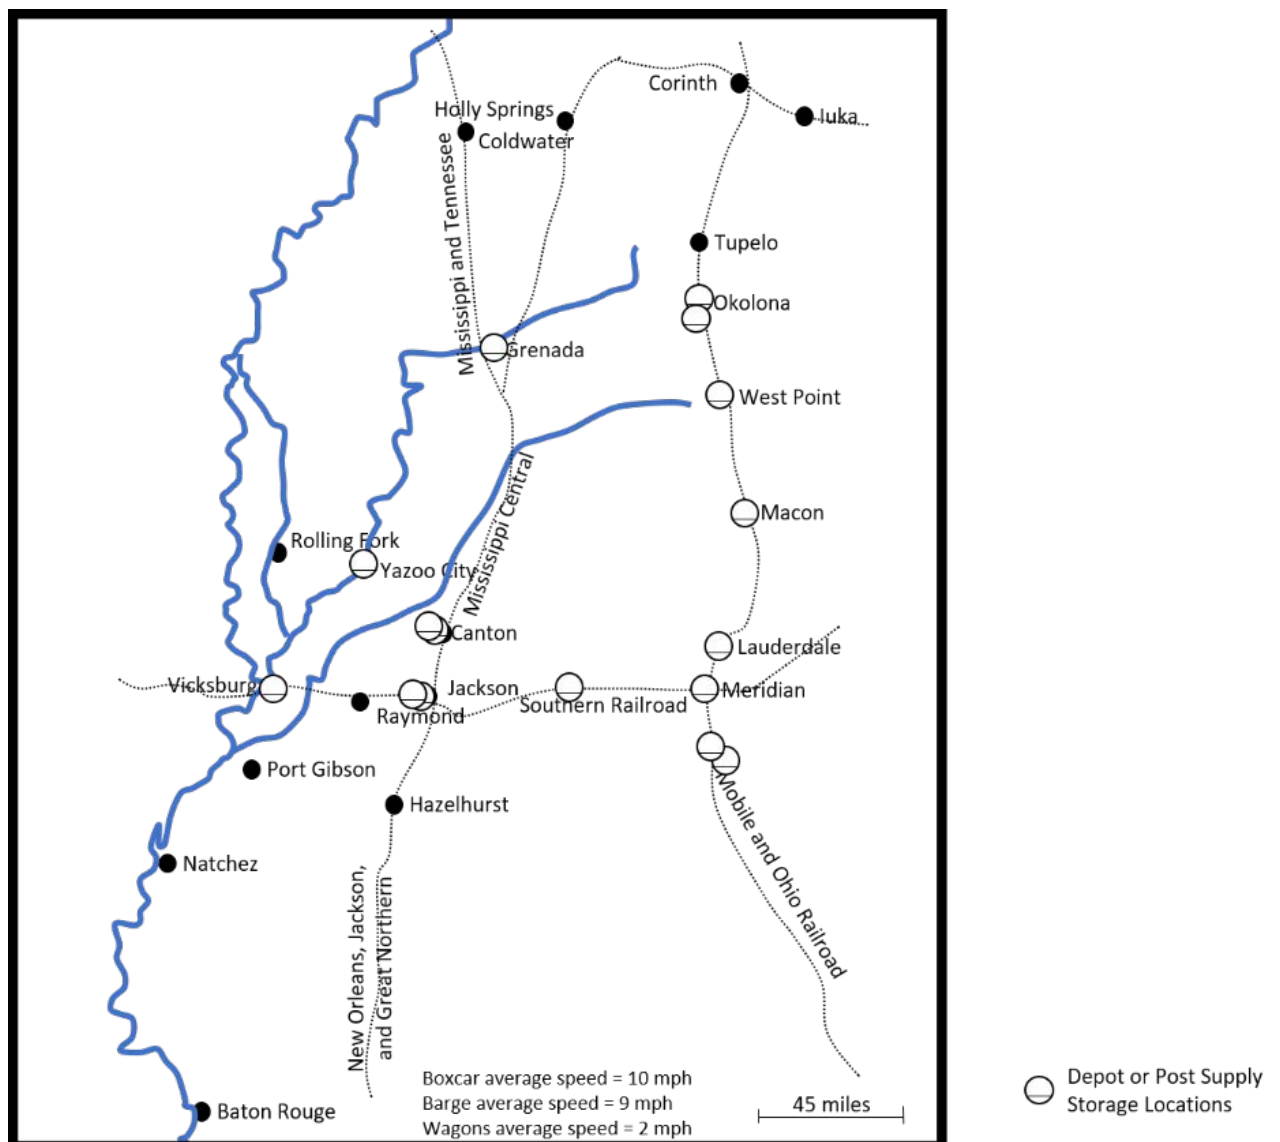 Corinth
Holly Springs
Iuka
Coldwater
Mississippi and Tennessee
Tupelo
Okolona
Grenada
West Point
Mississippi Central
Macon
Rolling Fork
Yazoo City
Canton
Lauderdale
Vicksburg
Jackson
Meridian
Southern Railroad
Raymond
Port Gibson
Mobile and Ohio Railroad
Hazelhurst
Natchez
New Orleans, Jackson,
and Great Northern
Boxcar average speed = 10 mph
Barge average speed = 9 mph
Wagons average speed = 2 mph
45 miles
Baton Rouge
Depot or Post Supply
Storage Locations